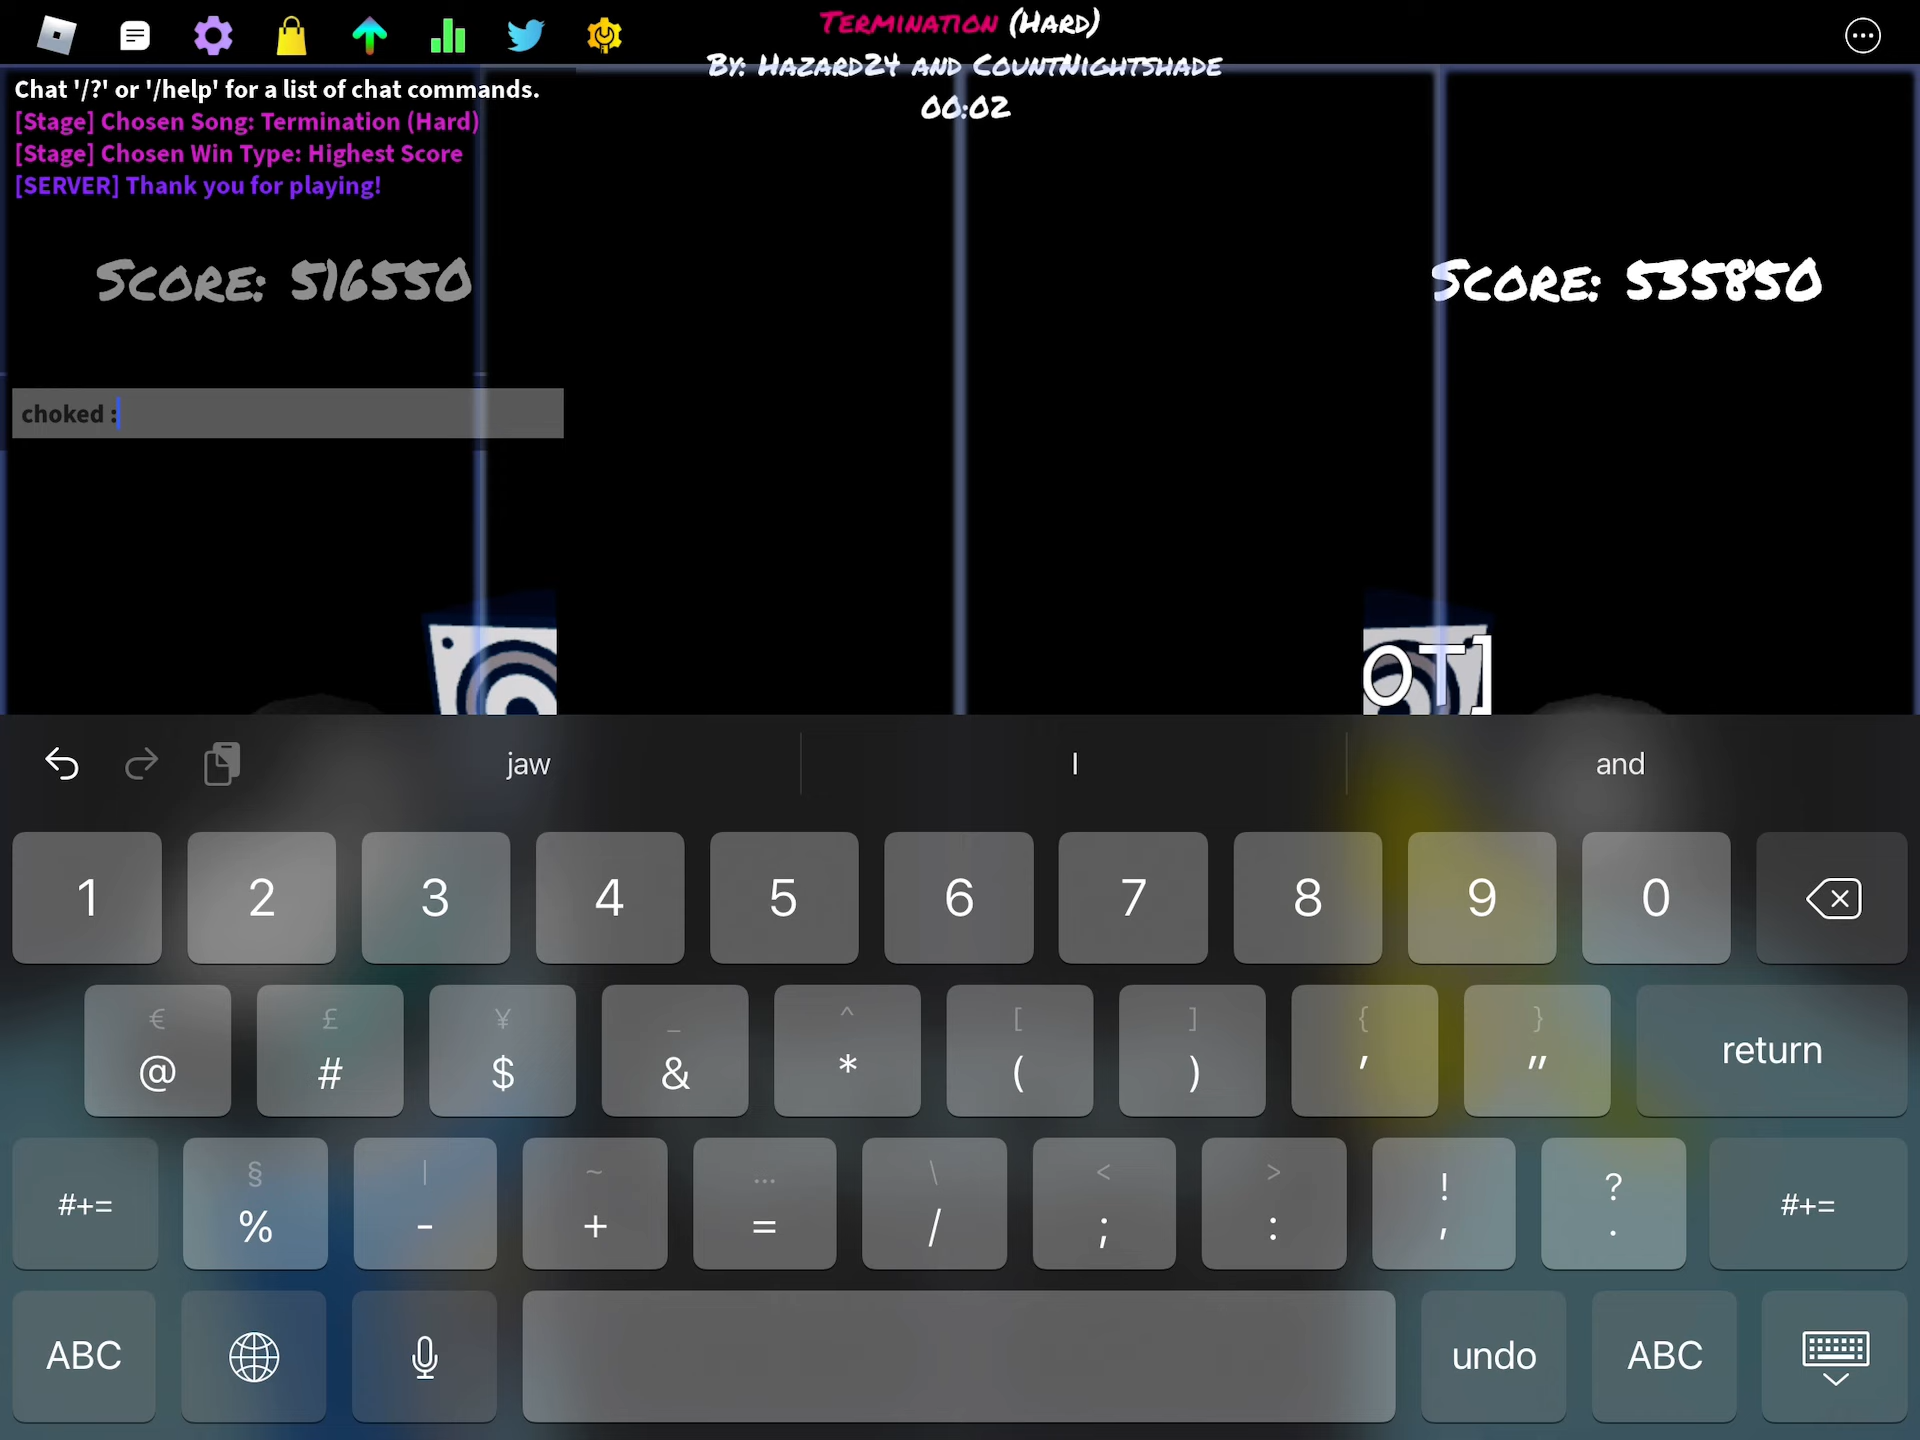 Termination (Hard)
By: Hazard24 and CountNightshade
00:02
Chat '/?' or '/help' for a list of chat commands.
[Stage] Chosen Song: Termination (Hard)
[Stage] Chosen Win Type: Highest Score
[SERVER] Thank you for playing!
Score: 516550
Score: 535850
choked :
OT]
jaw
I
and
1 2 3 4 5 6 7 8 9 0
€ £ ¥ _ ^ [ ] { }
@ # $ & * ( ) ' " return
§ | ~ … \ < > ! ?
#+= % - + = / ; : , . #+=
ABC undo ABC